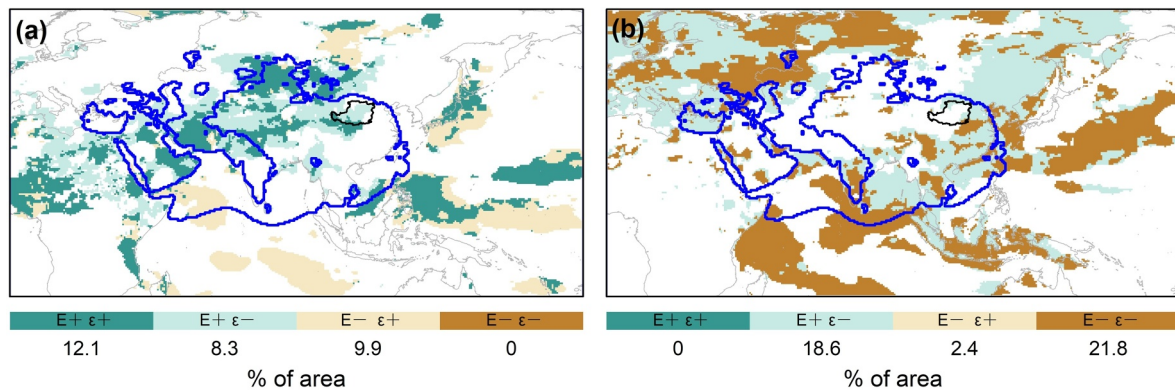 (a)
(b)
E+ ε+ E+ ε− E− ε+ E− ε−
12.1 8.3 9.9 0
% of area
E+ ε+ E+ ε− E− ε+ E− ε−
0 18.6 2.4 21.8
% of area